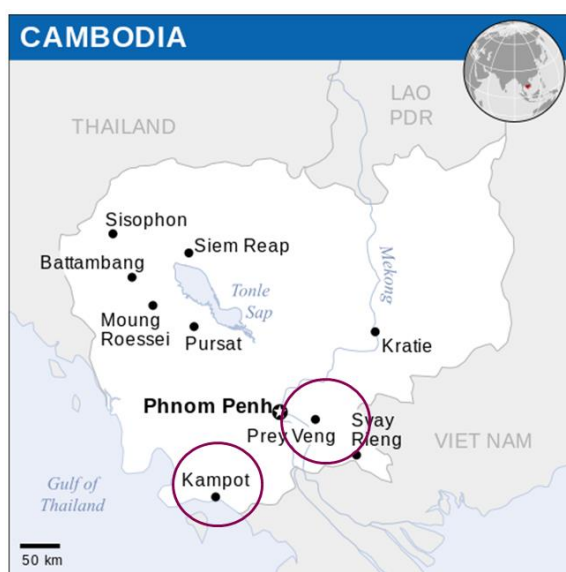 CAMBODIA
LAO
PDR
THAILAND
Sisophon
Siem Reap
Battambang
Mekong
Tonle
Sap
Moung
Roessei
Pursat
Kratie
Phnom Penh
Prey Veng
Svay
Rieng
VIET NAM
Kampot
Gulf of
Thailand
50 km